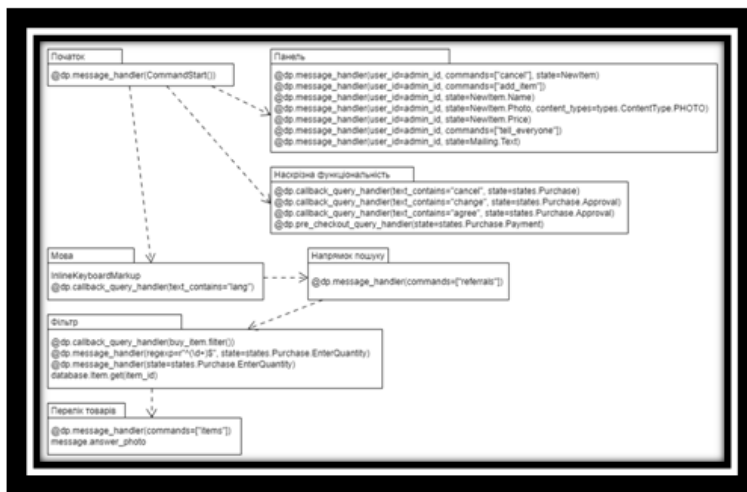 Початок
@dp.message_handler(CommandStart())
Панель
@dp.message_handler(user_id=admin_id, commands=["cancel"], state=NewItem)
@dp.message_handler(user_id=admin_id, commands=["add_item"])
@dp.message_handler(user_id=admin_id, state=NewItem.Name)
@dp.message_handler(user_id=admin_id, state=NewItem.Photo, content_types=types.ContentType.PHOTO)
@dp.message_handler(user_id=admin_id, state=NewItem.Price)
@dp.message_handler(user_id=admin_id, commands=["tell_everyone"])
@dp.message_handler(user_id=admin_id, state=Mailing.Text)
Наскрізна функціональність
@dp.callback_query_handler(text_contains="cancel", state=states.Purchase)
@dp.callback_query_handler(text_contains="change", state=states.Purchase.Approval)
@dp.callback_query_handler(text_contains="agree", state=states.Purchase.Approval)
@dp.pre_checkout_query_handler(state=states.Purchase.Payment)
Мова
InlineKeyboardMarkup
@dp.callback_query_handler(text_contains="lang")
Напрямок пошуку
@dp.message_handler(commands=["referrals"])
Фільтр
@dp.callback_query_handler(buy_item.filter())
@dp.message_handler(regexp=r"^(\d+)$", state=states.Purchase.EnterQuantity)
@dp.message_handler(state=states.Purchase.EnterQuantity)
database.Item.get(item_id)
Перелік товарів
@dp.message_handler(commands=["items"])
message.answer_photo